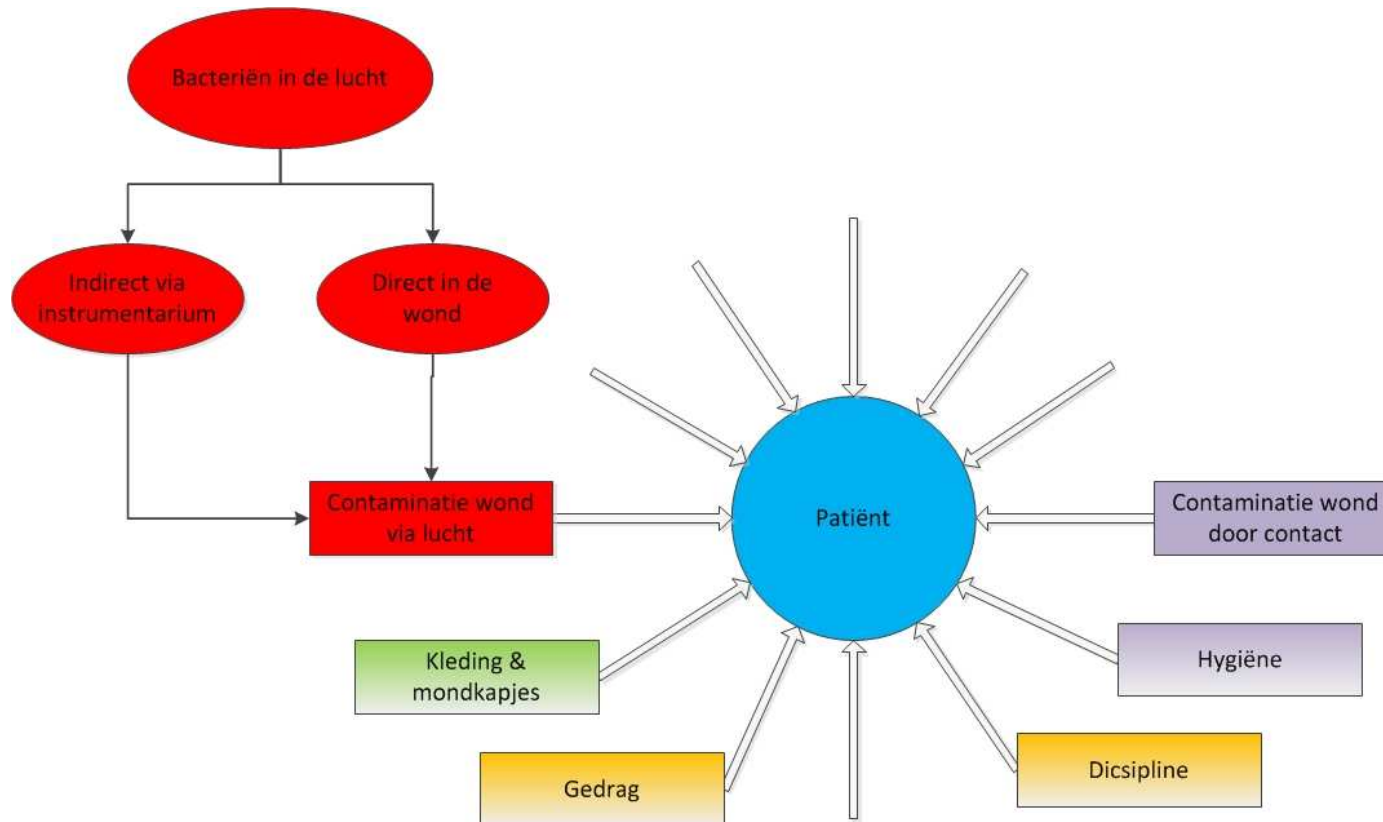 Bacteriën in de lucht
Indirect via
instrumentarium
Direct in de
wond
Contaminatie wond
via lucht
Patiënt
Contaminatie wond
door contact
Kleding &
mondkapjes
Hygiëne
Gedrag
Dicsipline